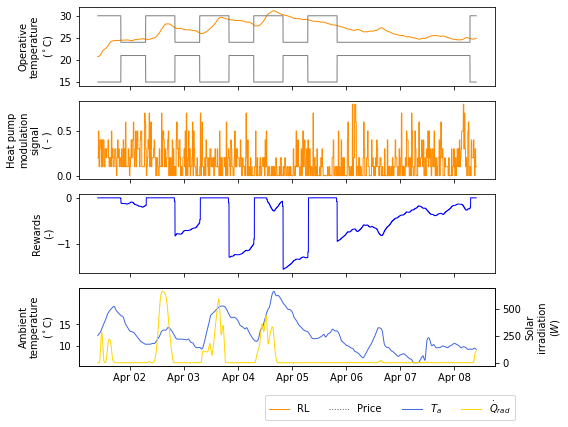 Operative
temperature
(°C)
30
25
20
15
Heat pump
modulation
signal
( - )
0.5
0.0
Rewards
(-)
0
−1
Ambient
temperature
(°C)
15
10
500
250
0
Solar
irradiation
(W)
Apr 02 Apr 03 Apr 04 Apr 05 Apr 06 Apr 07 Apr 08
RL Price Tₐ Q̇rad